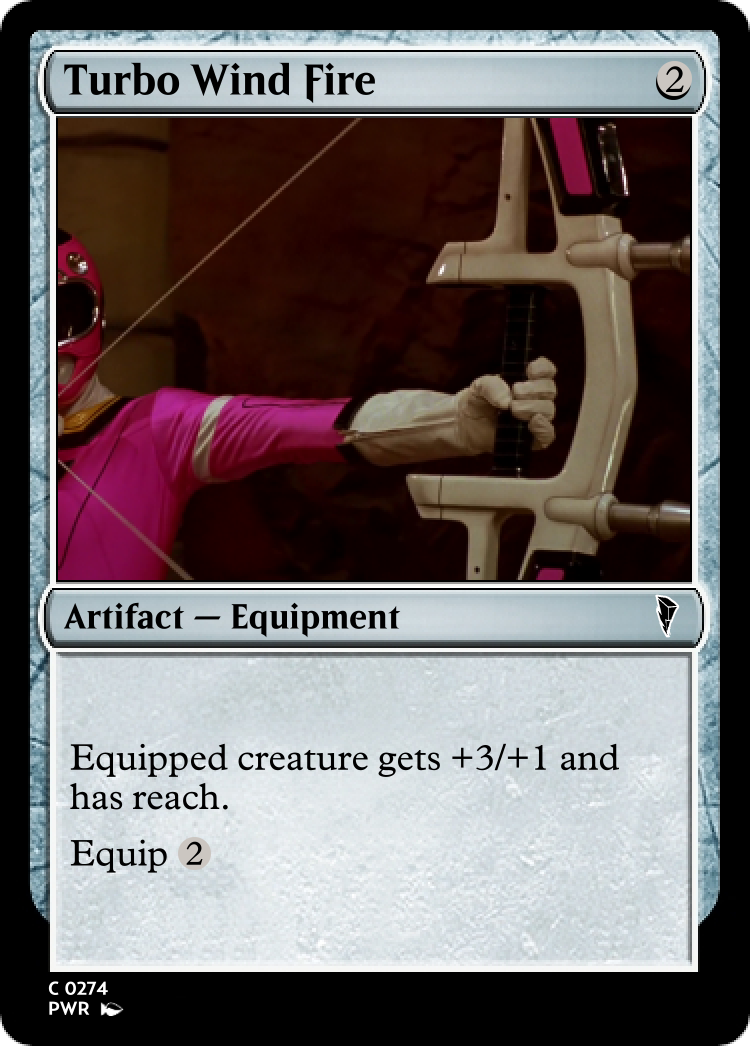 Turbo Wind Fire 2
Artifact — Equipment
Equipped creature gets +3/+1 and
has reach.
Equip 2
C 0274
PWR